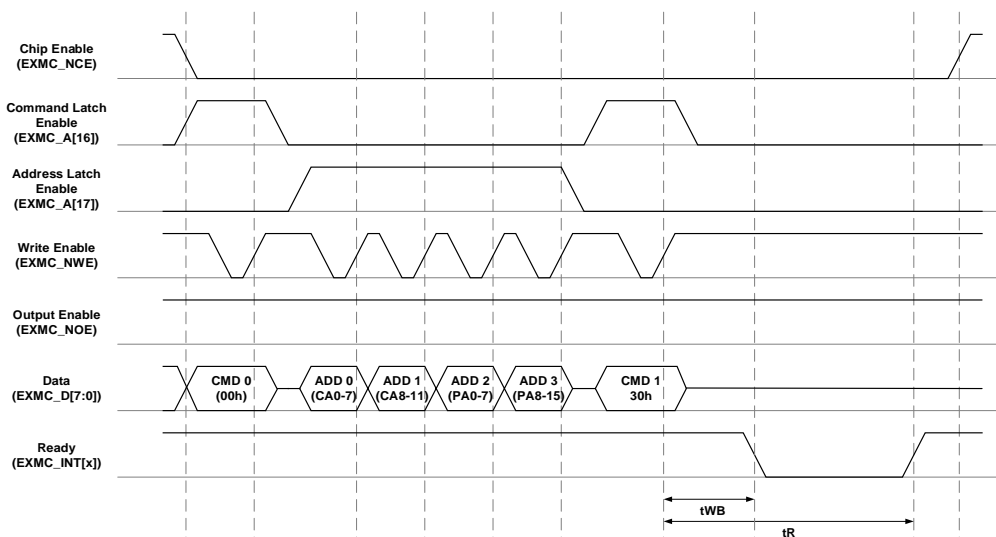 Chip Enable
(EXMC_NCE)
Command Latch
Enable
(EXMC_A[16])
Address Latch
Enable
(EXMC_A[17])
Write Enable
(EXMC_NWE)
Output Enable
(EXMC_NOE)
Data
(EXMC_D[7:0])
CMD 0
(00h)
ADD 0
(CA0-7)
ADD 1
(CA8-11)
ADD 2
(PA0-7)
ADD 3
(PA8-15)
CMD 1
30h
Ready
(EXMC_INT[x])
tWB
tR